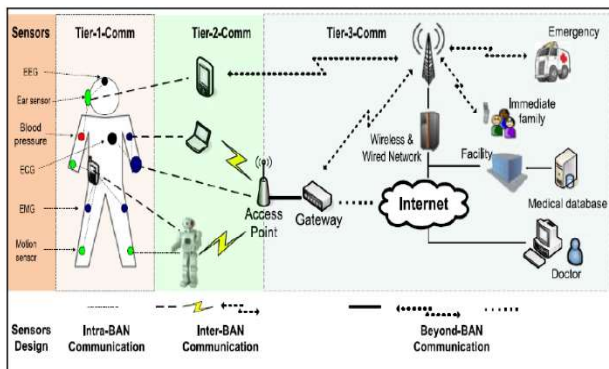 Sensors
Tier-1-Comm
Tier-2-Comm
Tier-3-Comm
EEG
Ear sensor
Blood
pressure
ECG
EMG
Motion
sensor
Access
Point
Gateway
Wireless &
Wired Network
Internet
Emergency
Immediate
family
Facility
Medical database
Doctor
Sensors
Design
Intra-BAN
Communication
Inter-BAN
Communication
Beyond-BAN
Communication